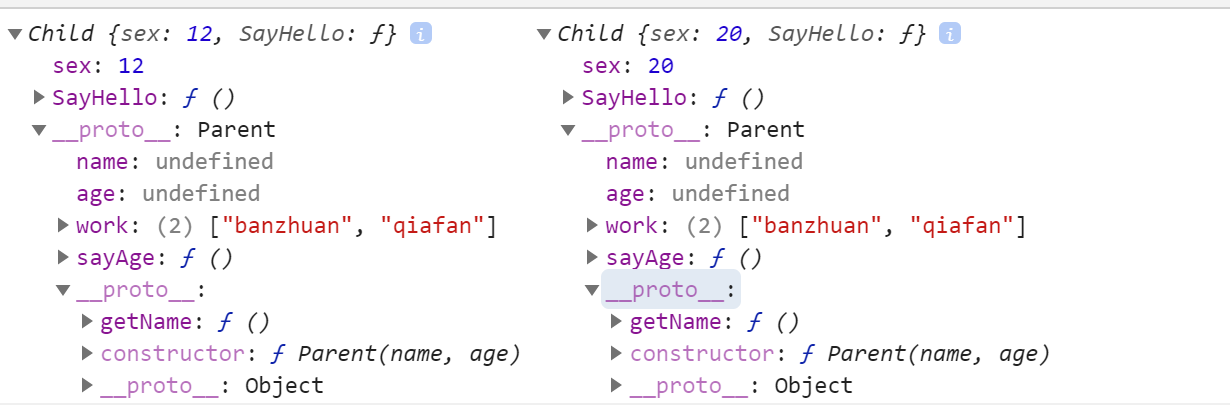 ▼Child {sex: 12, SayHello: ƒ} i
sex: 12
▶SayHello: ƒ ()
▼__proto__: Parent
name: undefined
age: undefined
▶work: (2) ["banzhuan", "qiafan"]
▶sayAge: ƒ ()
▼__proto__:
▶getName: ƒ ()
▶constructor: ƒ Parent(name, age)
▶__proto__: Object
▼Child {sex: 20, SayHello: ƒ} i
sex: 20
▶SayHello: ƒ ()
▼__proto__: Parent
name: undefined
age: undefined
▶work: (2) ["banzhuan", "qiafan"]
▶sayAge: ƒ ()
▼__proto__:
▶getName: ƒ ()
▶constructor: ƒ Parent(name, age)
▶__proto__: Object